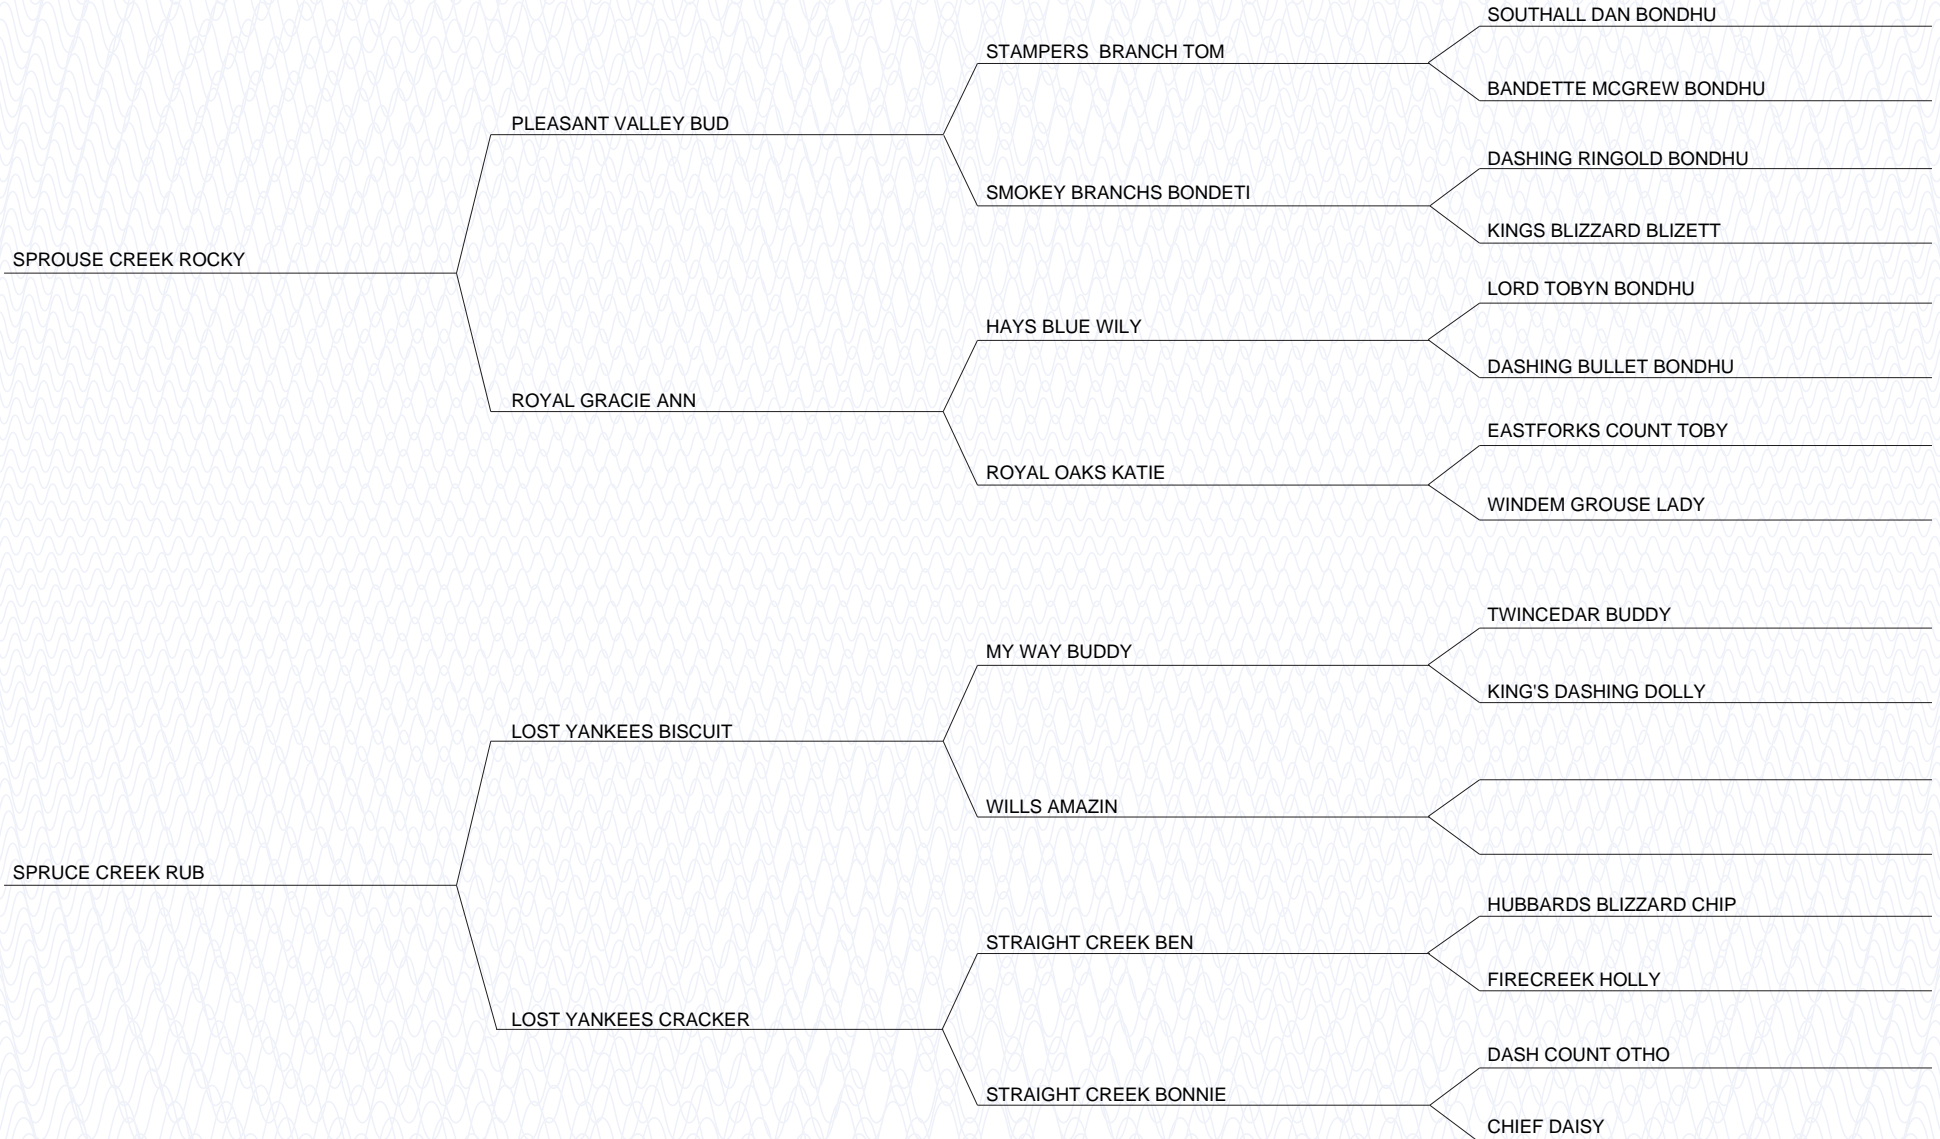 SOUTHALL DAN BONDHU
STAMPERS  BRANCH TOM
BANDETTE MCGREW BONDHU
PLEASANT VALLEY BUD
DASHING RINGOLD BONDHU
SMOKEY BRANCHS BONDETI
KINGS BLIZZARD BLIZETT
SPROUSE CREEK ROCKY
LORD TOBYN BONDHU
HAYS BLUE WILY
DASHING BULLET BONDHU
ROYAL GRACIE ANN
EASTFORKS COUNT TOBY
ROYAL OAKS KATIE
WINDEM GROUSE LADY
TWINCEDAR BUDDY
MY WAY BUDDY
KING'S DASHING DOLLY
LOST YANKEES BISCUIT
WILLS AMAZIN
SPRUCE CREEK RUB
HUBBARDS BLIZZARD CHIP
STRAIGHT CREEK BEN
FIRECREEK HOLLY
LOST YANKEES CRACKER
DASH COUNT OTHO
STRAIGHT CREEK BONNIE
CHIEF DAISY